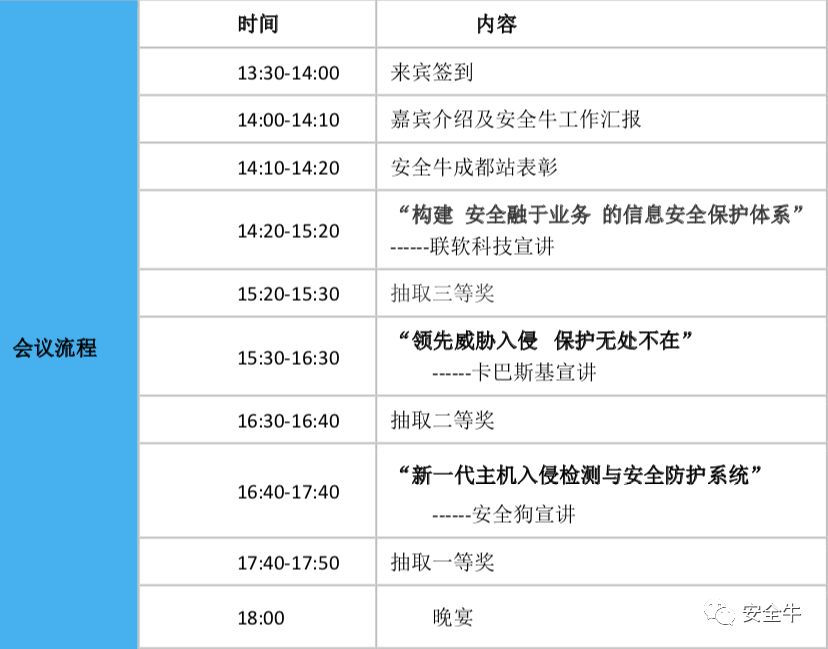 时间 内容
13:30-14:00 来宾签到
14:00-14:10 嘉宾介绍及安全牛工作汇报
14:10-14:20 安全牛成都站表彰
14:20-15:20 “构建 安全融于业务 的信息安全保护体系”
------联软科技宣讲
15:20-15:30 抽取三等奖
会议流程
15:30-16:30 “领先威胁入侵 保护无处不在”
------卡巴斯基宣讲
16:30-16:40 抽取二等奖
16:40-17:40 “新一代主机入侵检测与安全防护系统”
------安全狗宣讲
17:40-17:50 抽取一等奖
18:00 晚宴
安全牛